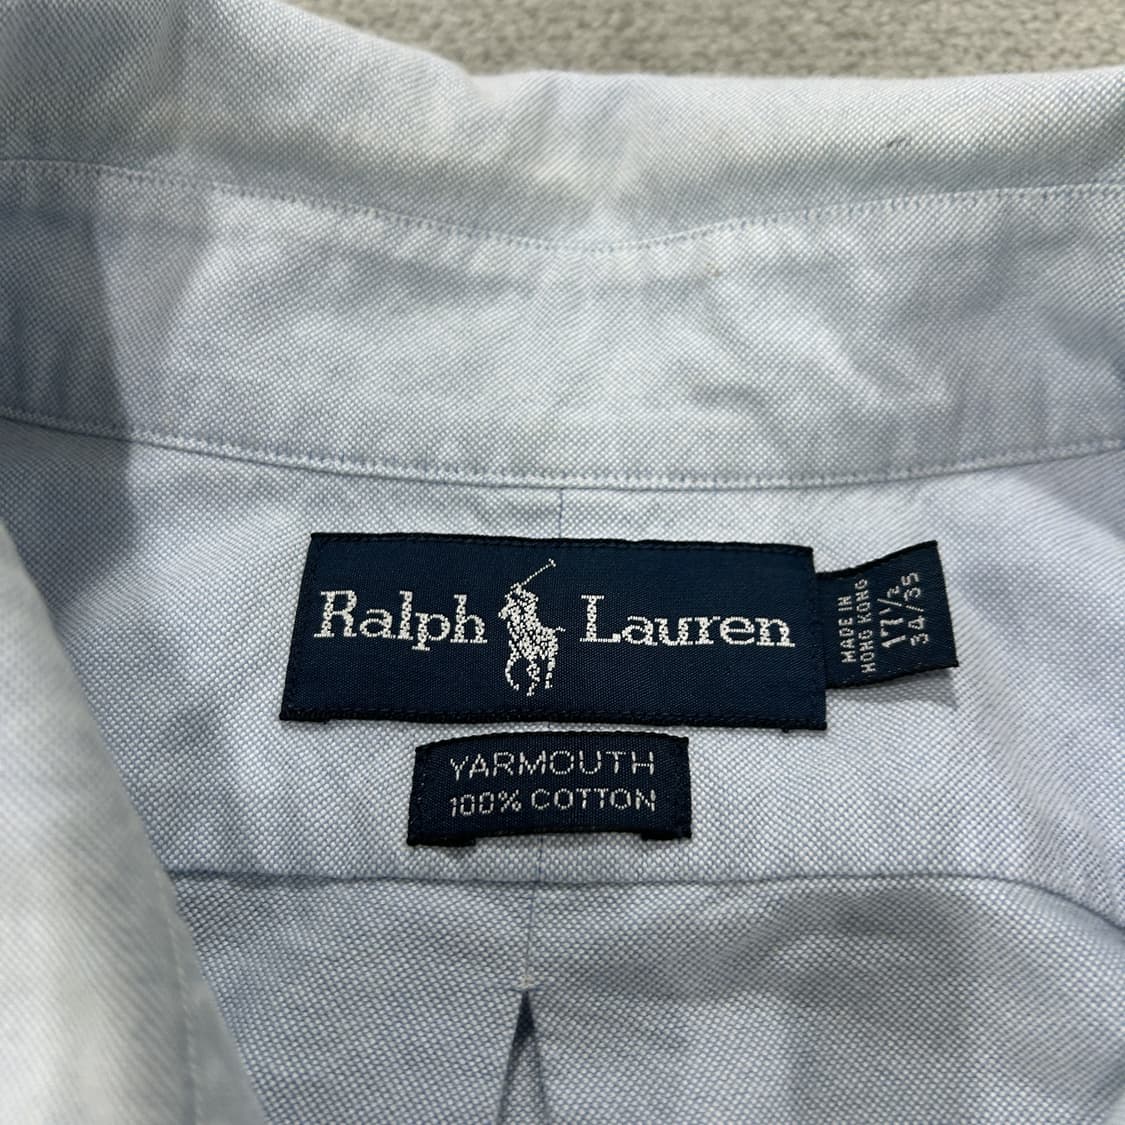 Ralph Lauren
MADE IN
HONG KONG
17½
34/35
YARMOUTH
100% COTTON